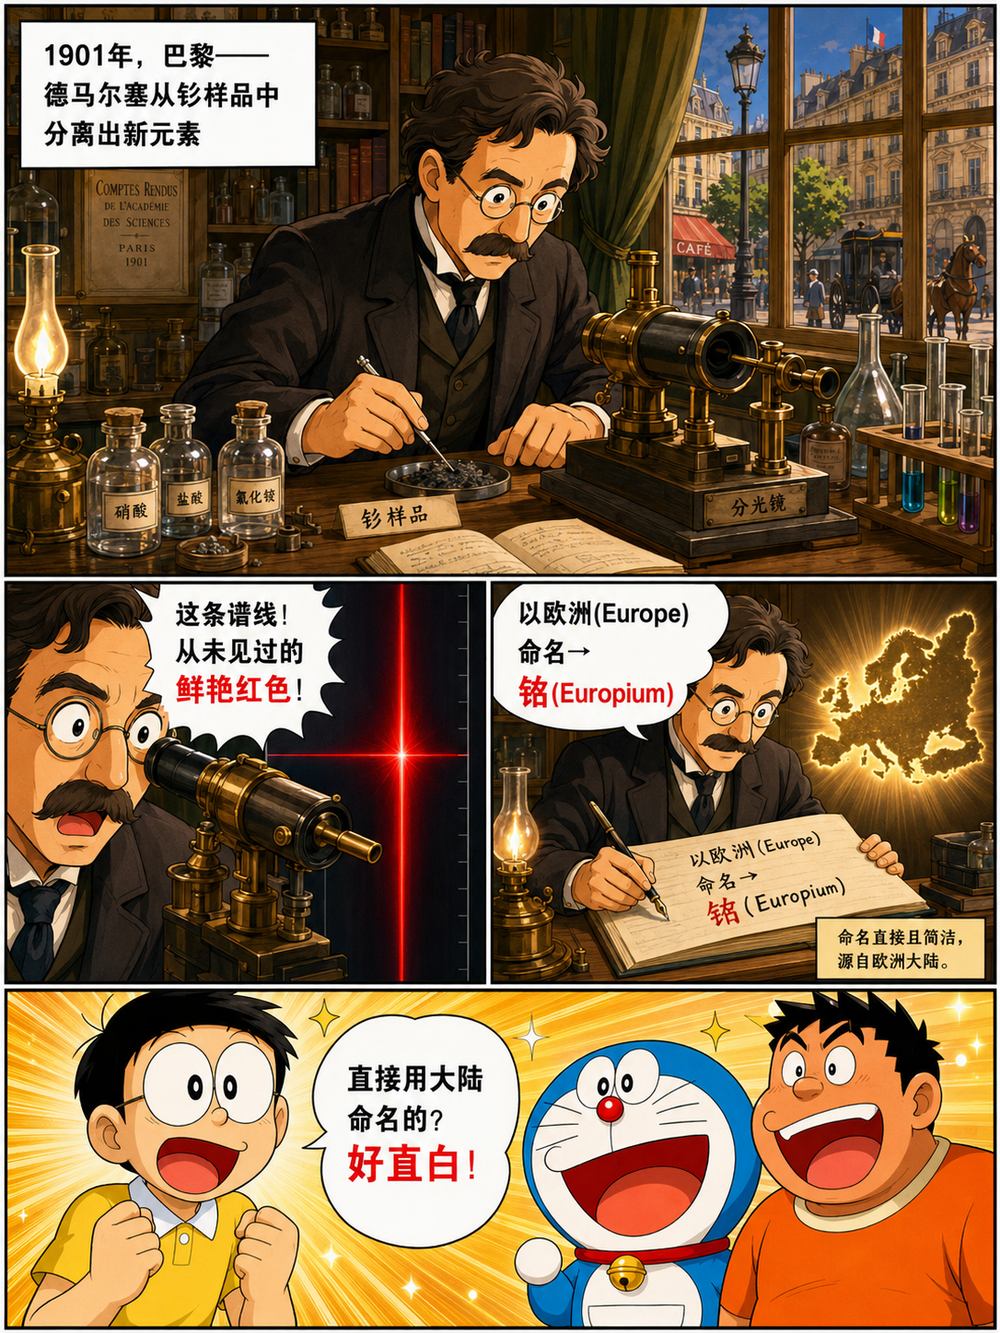 1901年，巴黎——
德马尔塞从钐样品中
分离出新元素
COMPTES RENDUS
DE L'ACADÉMIE
DES SCIENCES
PARIS
1901
CAFÉ
硝酸
盐酸
氯化铵
钐样品
分光镜
这条谱线！
从未见过的
鲜艳红色！
以欧洲(Europe)
命名→
铭(Europium)
以欧洲(Europe)
命名→
铭(Europium)
命名直接且简洁，
源自欧洲大陆。
直接用大陆
命名的？
好直白！